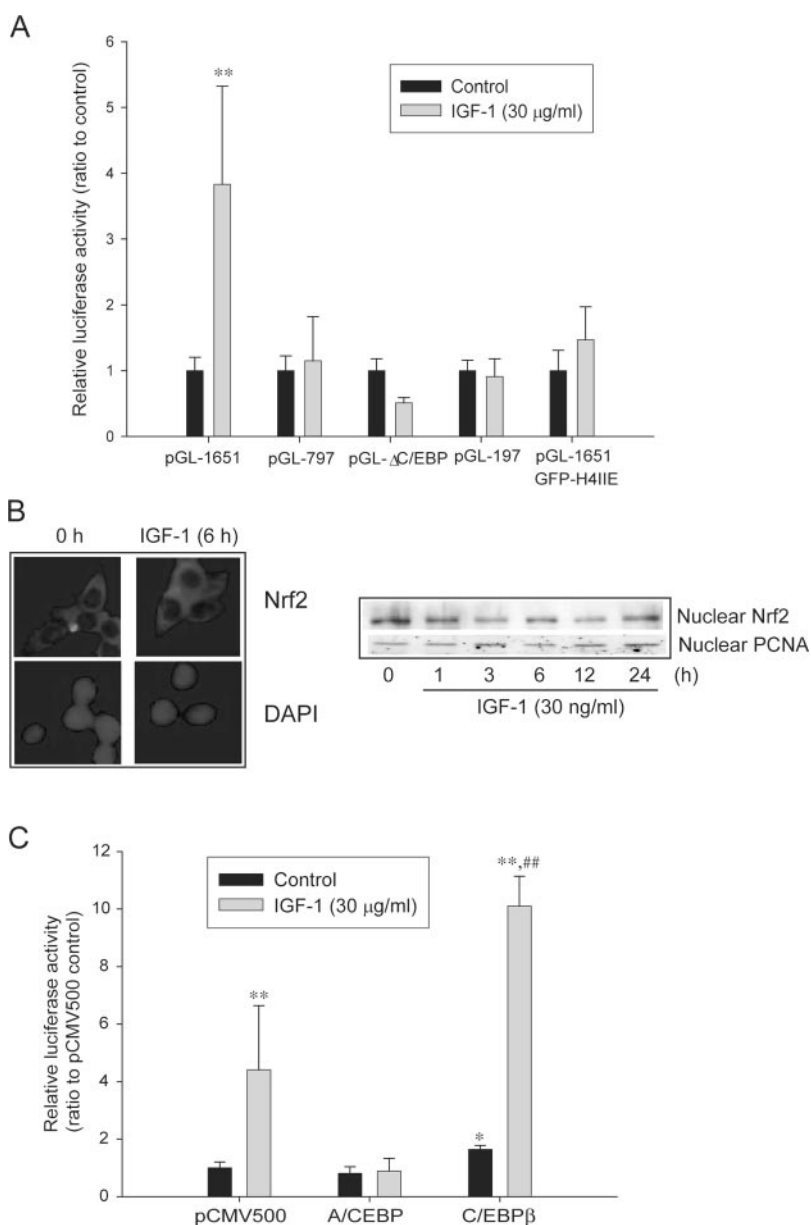 A
Relative luciferase activity (ratio to control)
6
5
4
3
2
1
0
**
Control
IGF-1 (30 μg/ml)
pGL-1651
pGL-797
pGL-ΔC/EBP
pGL-197
pGL-1651
GFP-H4IIE
B
0 h
IGF-1 (6 h)
Nrf2
DAPI
Nuclear Nrf2
Nuclear PCNA
0 1 3 6 12 24 (h)
IGF-1 (30 ng/ml)
C
Relative luciferase activity
(ratio to pCMV500 control)
12
10
8
6
4
2
0
Control
IGF-1 (30 μg/ml)
**
*
**,##
pCMV500
A/CEBP
C/EBPβ